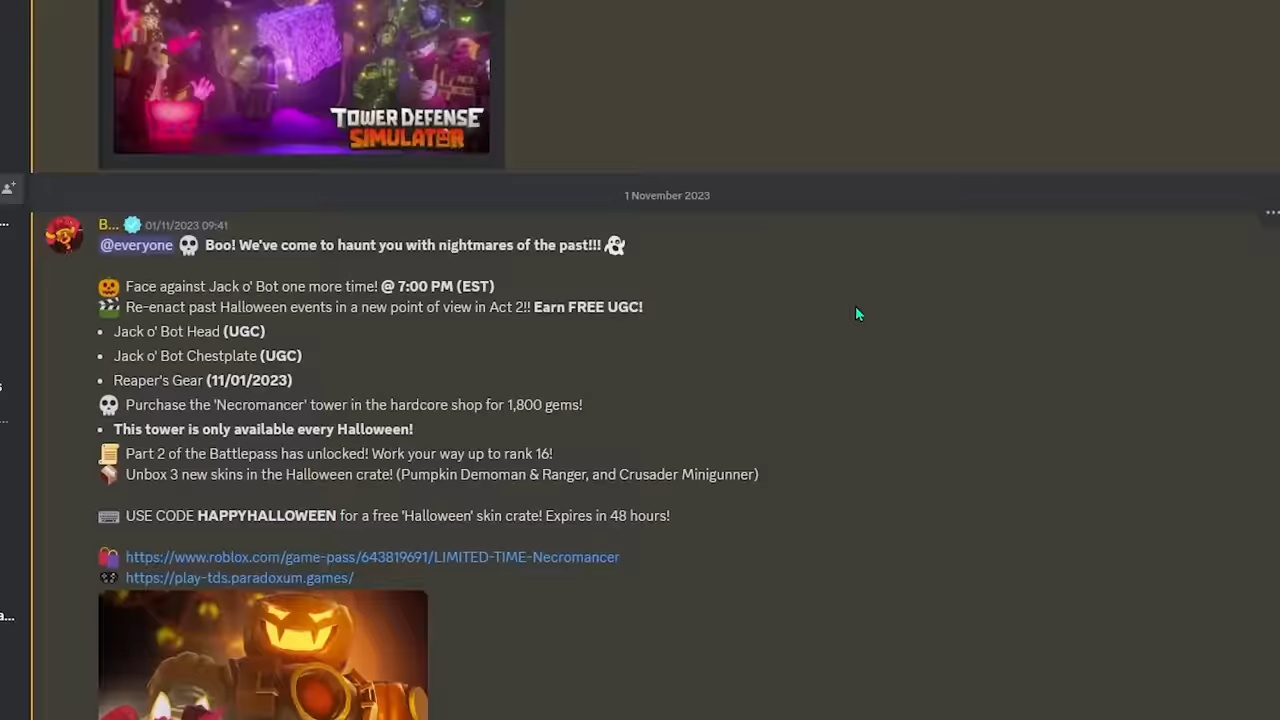 TOWER DEFENSE
SIMULATOR
1 November 2023
B... 01/11/2023 09:41
@everyone Boo! We've come to haunt you with nightmares of the past!!!
Face against Jack o' Bot one more time! @ 7:00 PM (EST)
Re-enact past Halloween events in a new point of view in Act 2!! Earn FREE UGC!
• Jack o' Bot Head (UGC)
• Jack o' Bot Chestplate (UGC)
• Reaper's Gear (11/01/2023)
Purchase the 'Necromancer' tower in the hardcore shop for 1,800 gems!
• This tower is only available every Halloween!
Part 2 of the Battlepass has unlocked! Work your way up to rank 16!
Unbox 3 new skins in the Halloween crate! (Pumpkin Demoman & Ranger, and Crusader Minigunner)
USE CODE HAPPYHALLOWEEN for a free 'Halloween' skin crate! Expires in 48 hours!
https://www.roblox.com/game-pass/643819691/LIMITED-TIME-Necromancer
https://play-tds.paradoxum.games/